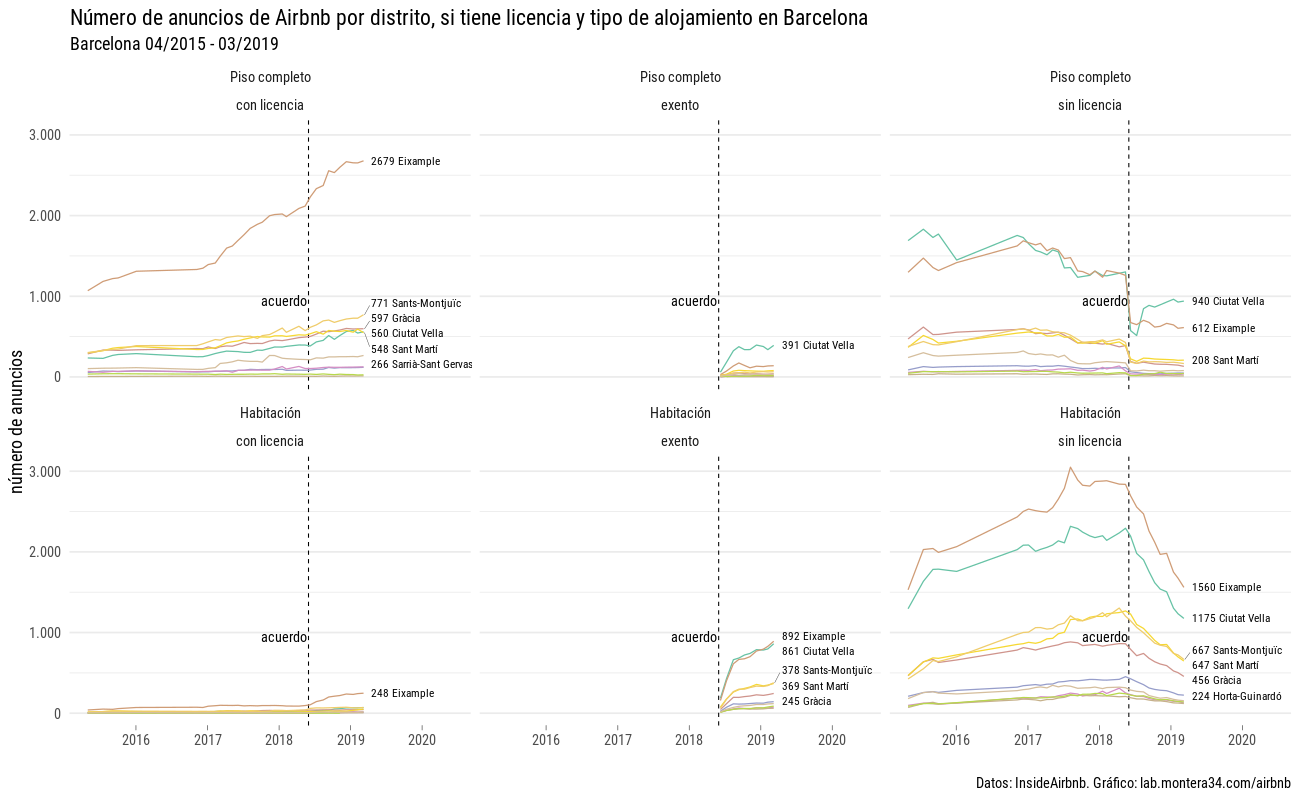 Número de anuncios de Airbnb por distrito, si tiene licencia y tipo de alojamiento en Barcelona
Barcelona 04/2015 - 03/2019
Piso completo
con licencia
Piso completo
exento
Piso completo
sin licencia
número de anuncios
3.000
2.000
1.000
0
acuerdo
2679 Eixample
771 Sants-Montjuïc
597 Gràcia
560 Ciutat Vella
548 Sant Martí
266 Sarrià-Sant Gervas
acuerdo
391 Ciutat Vella
acuerdo
940 Ciutat Vella
612 Eixample
208 Sant Martí
Habitación
con licencia
Habitación
exento
Habitación
sin licencia
3.000
2.000
1.000
0
acuerdo
248 Eixample
acuerdo
892 Eixample
861 Ciutat Vella
378 Sants-Montjuïc
369 Sant Martí
245 Gràcia
acuerdo
1560 Eixample
1175 Ciutat Vella
667 Sants-Montjuïc
647 Sant Martí
456 Gràcia
224 Horta-Guinardó
2016 2017 2018 2019 2020
2016 2017 2018 2019 2020
2016 2017 2018 2019 2020
Datos: InsideAirbnb. Gráfico: lab.montera34.com/airbnb